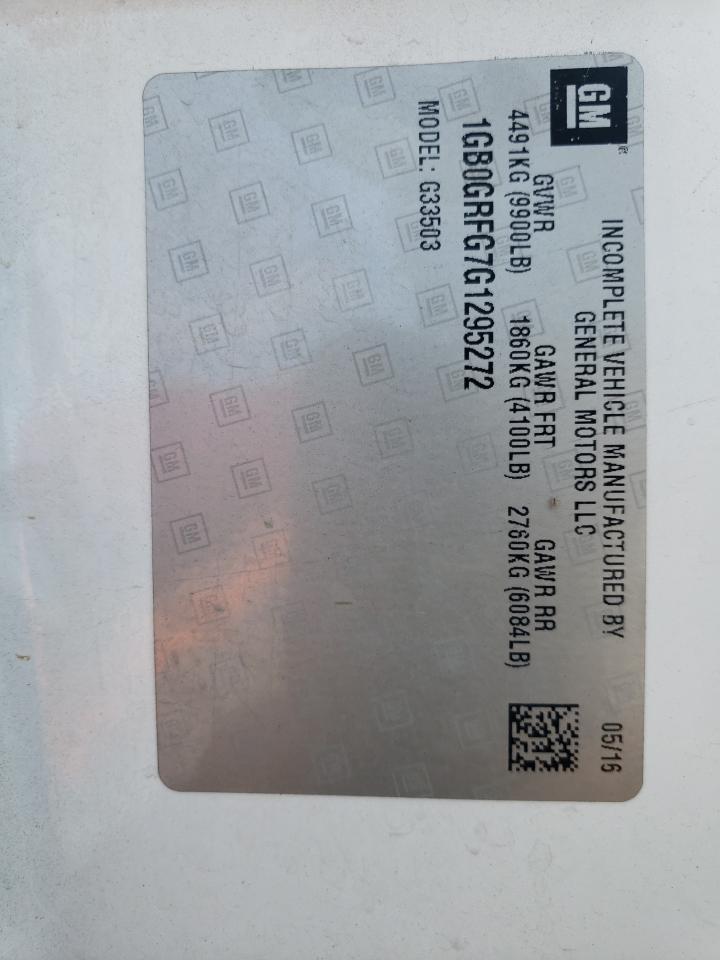 GM
INCOMPLETE VEHICLE MANUFACTURED BY 05/16
GENERAL MOTORS LLC
GVWR GAWR FRT GAWR RR
4491KG (9900LB) 1860KG (4100LB) 2760KG (6084LB)
1GB0GRFG7G1295272
MODEL: G33503